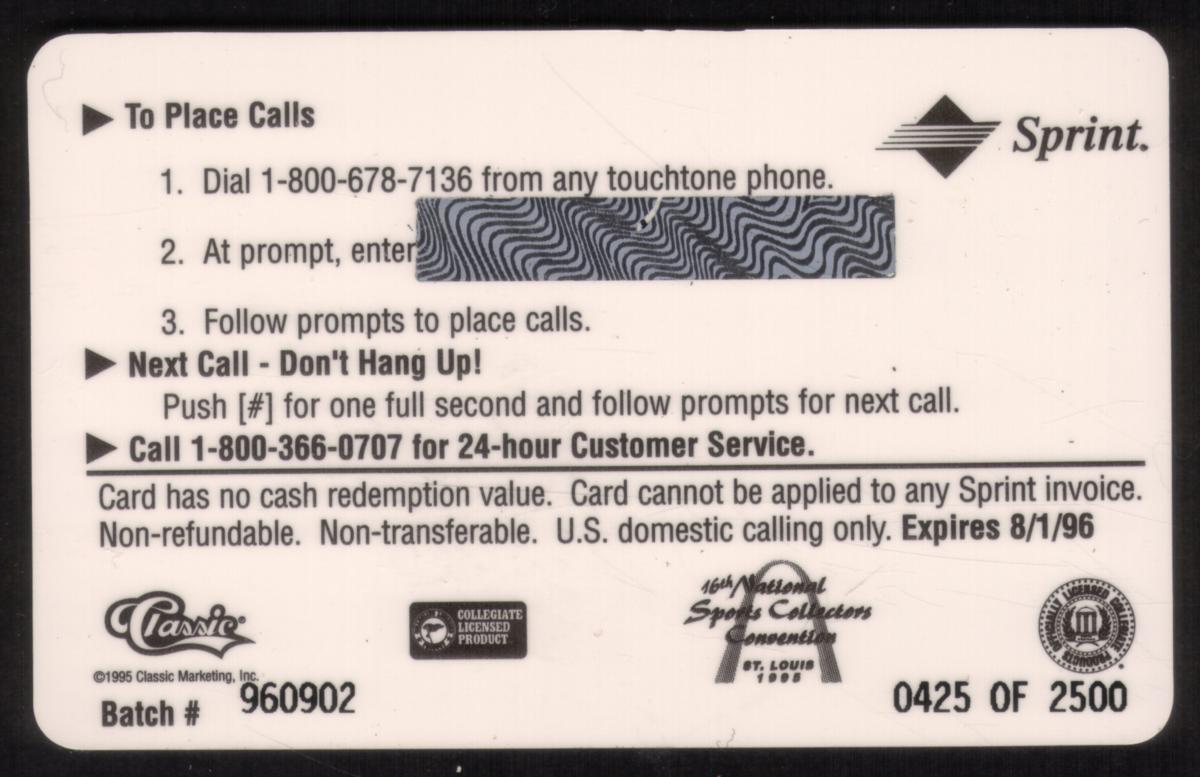 To Place Calls
Sprint.
1. Dial 1-800-678-7136 from any touchtone phone.
2. At prompt, enter
3. Follow prompts to place calls.
Next Call - Don't Hang Up!
Push [#] for one full second and follow prompts for next call.
Call 1-800-366-0707 for 24-hour Customer Service.
Card has no cash redemption value. Card cannot be applied to any Sprint invoice.
Non-refundable. Non-transferable. U.S. domestic calling only. Expires 8/1/96
Classic®
©1995 Classic Marketing, Inc.
COLLEGIATE
LICENSED
PRODUCT
16th National
Sports Collectors
Convention
ST. LOUIS
1995
OFFICIALLY LICENSED COLLEGIATE PRODUCTS
Batch # 960902
0425 OF 2500